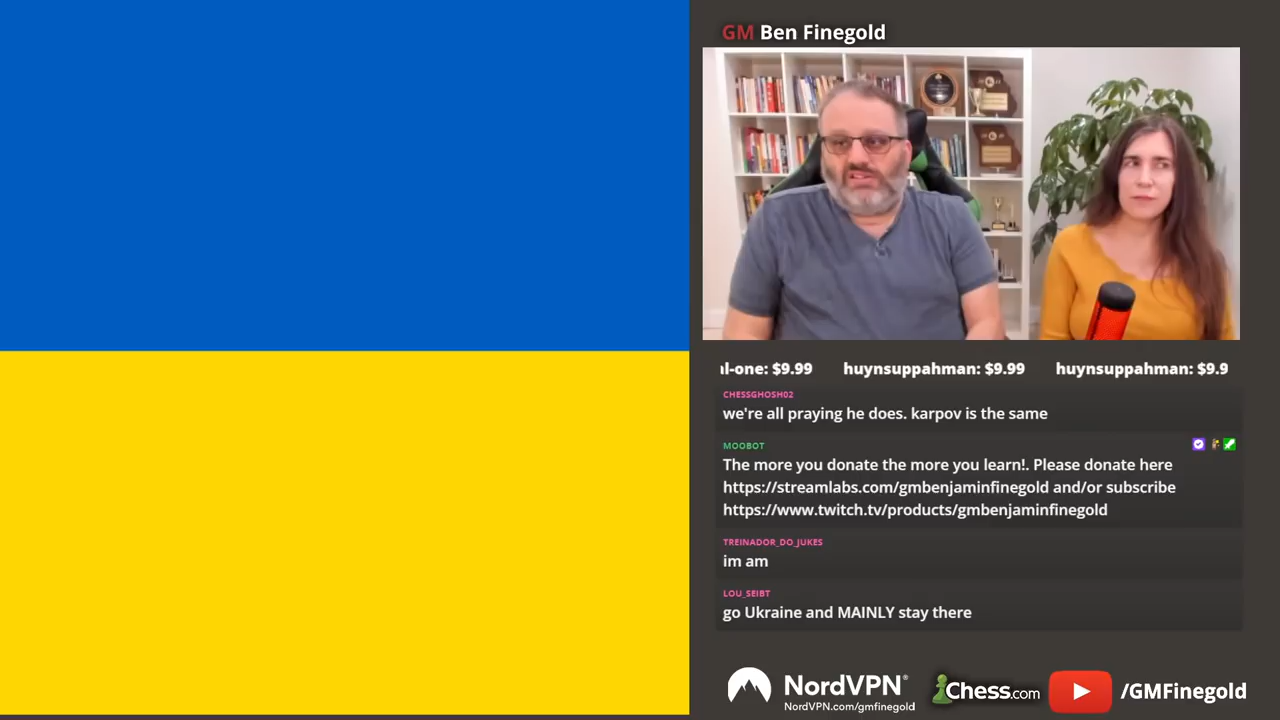 GM Ben Finegold
l-one: $9.99 huynsuppahman: $9.99 huynsuppahman: $9.9
CHESSGHOSH02
we're all praying he does. karpov is the same
MOOBOT
The more you donate the more you learn!. Please donate here
https://streamlabs.com/gmbenjaminfinegold and/or subscribe
https://www.twitch.tv/products/gmbenjaminfinegold
TREINADOR_DO_JUKES
im am
LOU_SEIBT
go Ukraine and MAINLY stay there
NordVPN®
NordVPN.com/gmfinegold
Chess.com
/GMFinegold